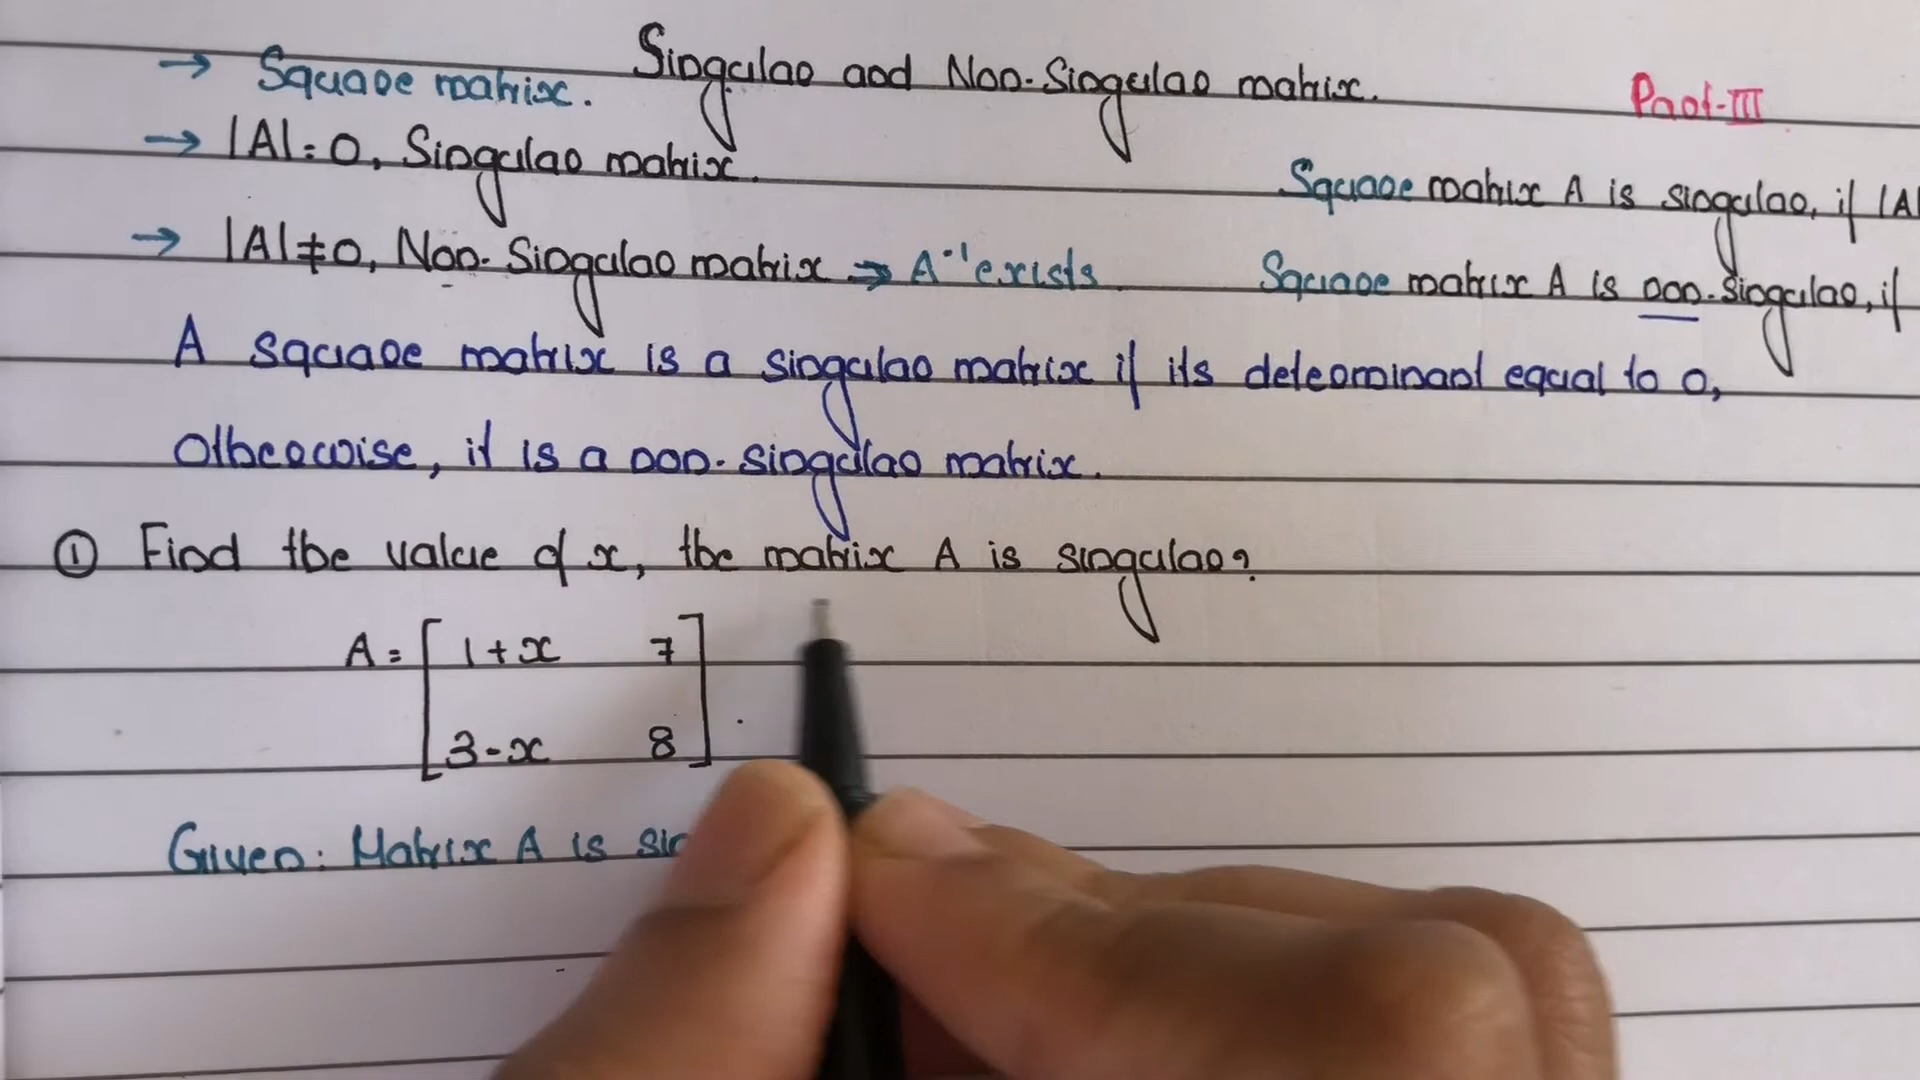 Singular and Non-Singular matrix.
Part-III
→ Square matrix.
→ |A|=0, Singular matrix.
→ |A|≠0, Non-Singular matrix ⇒ A⁻¹ exists.
Square matrix A is singular, if |A|
Square matrix A is non-singular, if
A square matrix is a singular matrix if its determinant equal to 0,
Otherwise, it is a non-singular matrix.
① Find the value of x, the matrix A is singular?
A = [ 1+x 7
3-x 8 ] .
Given: Matrix A is